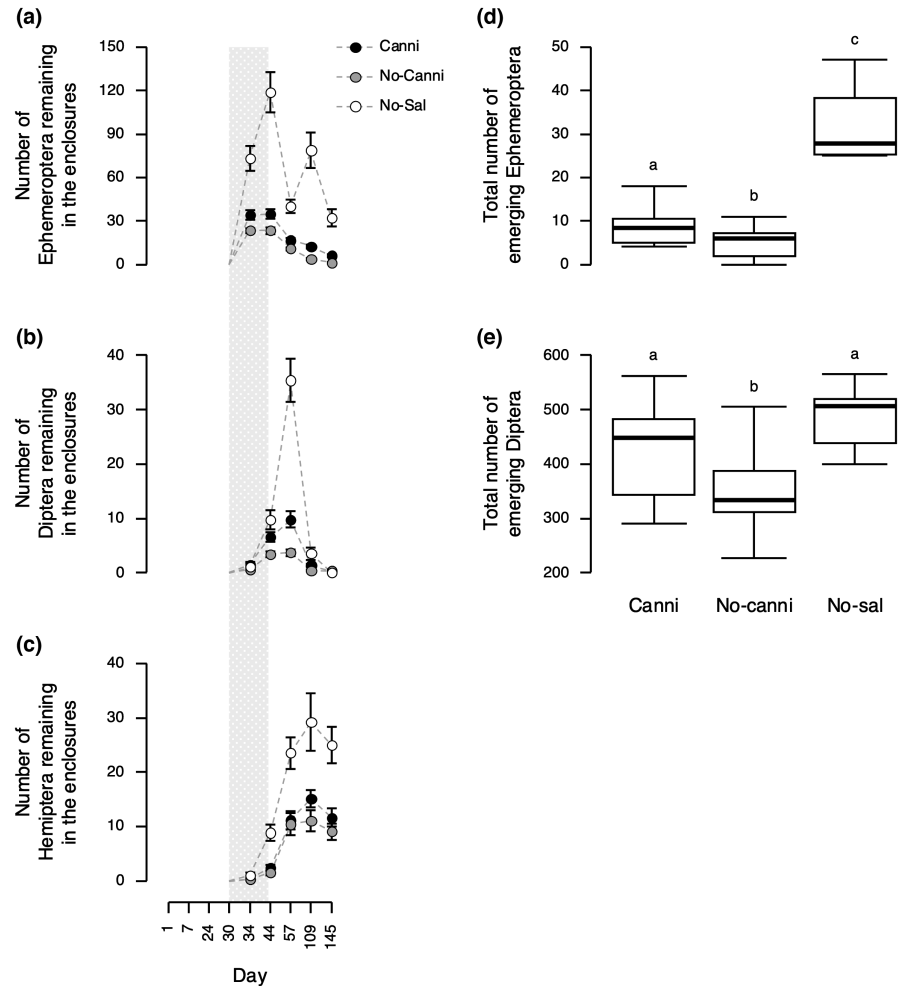 (a)
Number of
Ephemeroptera remaining
in the enclosures
150
120
90
60
30
0
Canni
No-Canni
No-Sal
(b)
Number of
Diptera remaining
in the enclosures
40
30
20
10
0
(c)
Number of
Hemiptera remaining
in the enclosures
40
30
20
10
0
1
7
24
30
34
44
57
109
145
Day
(d)
Total number of
emerging Ephemeroptera
50
40
30
20
10
0
a
b
c
(e)
Total number of
emerging Diptera
600
500
400
300
200
a
b
a
Canni
No-canni
No-sal